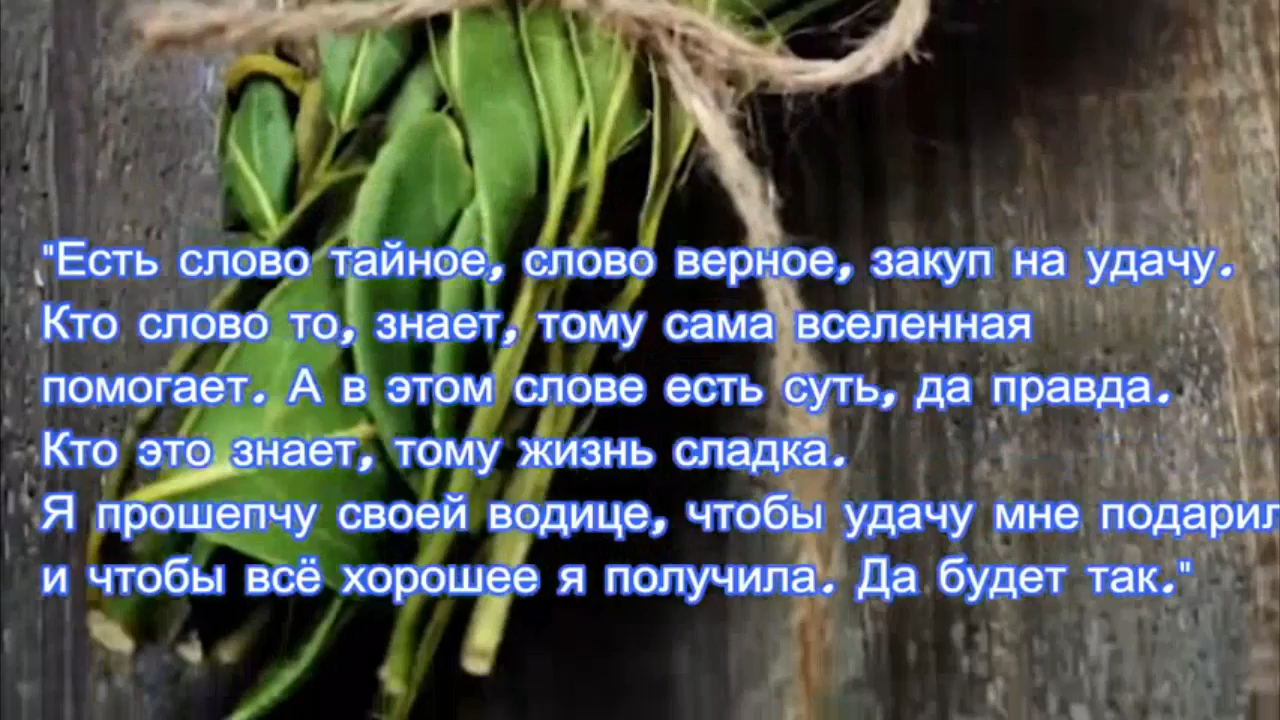 "Есть слово тайное, слово верное, закуп на удачу.
Кто слово то, знает, тому сама вселенная
помогает. А в этом слове есть суть, да правда.
Кто это знает, тому жизнь сладка.
Я прошепчу своей водице, чтобы удачу мне
и чтобы всё хорошее я получила. Да будет так."